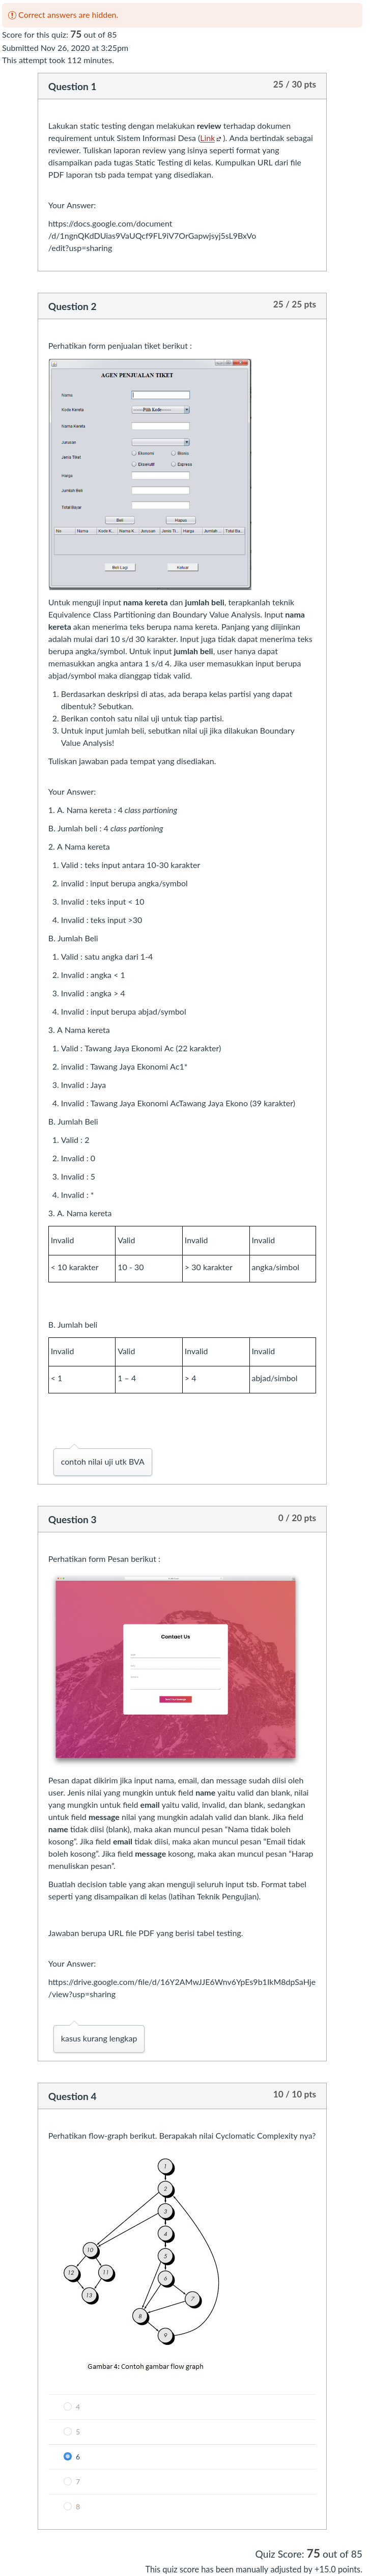 Correct answers are hidden.
Score for this quiz: 75 out of 85
Submitted Nov 26, 2020 at 3:25pm
This attempt took 112 minutes.
Question 1
25 / 30 pts
Lakukan static testing dengan melakukan review terhadap dokumen
requirement untuk Sistem Informasi Desa (Link). Anda bertindak sebagai
reviewer. Tuliskan laporan review yang isinya seperti format yang
disampaikan pada tugas Static Testing di kelas. Kumpulkan URL dari file
PDF laporan tsb pada tempat yang disediakan.
Your Answer:
https://docs.google.com/document
/d/1ngnQKdDUias9VaUQcf9FL9iV7OrGapwjsyj5sL9BxVo
/edit?usp=sharing
Question 2
25 / 25 pts
Perhatikan form penjualan tiket berikut :
AGEN PENJUALAN TIKET
Nama
Kode Kereta
---Pilih Kode---
Nama Kereta
Jurusan
Jenis Tiket
Ekonomi
Bisnis
Eksekutif
Express
Harga
Jumlah Beli
Total Bayar
Beli
Hapus
No
Nama
Kode K...
Nama K...
Jurusan
Jenis Ti...
Harga
Jumlah ...
Total Ba...
Beli Lagi
Keluar
Untuk menguji input nama kereta dan jumlah beli, terapkanlah teknik
Equivalence Class Partitioning dan Boundary Value Analysis. Input nama
kereta akan menerima teks berupa nama kereta. Panjang yang diijinkan
adalah mulai dari 10 s/d 30 karakter. Input juga tidak dapat menerima teks
berupa angka/symbol. Untuk input jumlah beli, user hanya dapat
memasukkan angka antara 1 s/d 4. Jika user memasukkan input berupa
abjad/symbol maka dianggap tidak valid.
1. Berdasarkan deskripsi di atas, ada berapa kelas partisi yang dapat
dibentuk? Sebutkan.
2. Berikan contoh satu nilai uji untuk tiap partisi.
3. Untuk input jumlah beli, sebutkan nilai uji jika dilakukan Boundary
Value Analysis!
Tuliskan jawaban pada tempat yang disediakan.
Your Answer:
1. A. Nama kereta : 4 class partioning
B. Jumlah beli : 4 class partioning
2. A Nama kereta
1. Valid : teks input antara 10-30 karakter
2. invalid : input berupa angka/symbol
3. Invalid : teks input < 10
4. Invalid : teks input >30
B. Jumlah Beli
1. Valid : satu angka dari 1-4
2. Invalid : angka < 1
3. Invalid : angka > 4
4. Invalid : input berupa abjad/symbol
3. A Nama kereta
1. Valid : Tawang Jaya Ekonomi Ac (22 karakter)
2. invalid : Tawang Jaya Ekonomi Ac1*
3. Invalid : Jaya
4. Invalid : Tawang Jaya Ekonomi AcTawang Jaya Ekono (39 karakter)
B. Jumlah Beli
1. Valid : 2
2. Invalid : 0
3. Invalid : 5
4. Invalid : *
3. A. Nama kereta
Invalid Valid Invalid Invalid
< 10 karakter 10 - 30 > 30 karakter angka/simbol
B. Jumlah beli
Invalid Valid Invalid Invalid
< 1 1 – 4 > 4 abjad/simbol
contoh nilai uji utk BVA
Question 3
0 / 20 pts
Perhatikan form Pesan berikut :
Contact Us
Pesan dapat dikirim jika input nama, email, dan message sudah diisi oleh
user. Jenis nilai yang mungkin untuk field name yaitu valid dan blank, nilai
yang mungkin untuk field email yaitu valid, invalid, dan blank, sedangkan
untuk field message nilai yang mungkin adalah valid dan blank. Jika field
name tidak diisi (blank), maka akan muncul pesan “Nama tidak boleh
kosong”. Jika field email tidak diisi, maka akan muncul pesan “Email tidak
boleh kosong”. Jika field message kosong, maka akan muncul pesan “Harap
menuliskan pesan”.
Buatlah decision table yang akan menguji seluruh input tsb. Format tabel
seperti yang disampaikan di kelas (latihan Teknik Pengujian).
Jawaban berupa URL file PDF yang berisi tabel testing.
Your Answer:
https://drive.google.com/file/d/16Y2AMwJJE6Wnv6YpEs9b1IkM8dpSaHje
/view?usp=sharing
kasus kurang lengkap
Question 4
10 / 10 pts
Perhatikan flow-graph berikut. Berapakah nilai Cyclomatic Complexity nya?
1
2
3
4
10
5
12
11
6
13
7
8
9
Gambar 4: Contoh gambar flow graph
4
5
6
7
8
Quiz Score: 75 out of 85
This quiz score has been manually adjusted by +15.0 points.